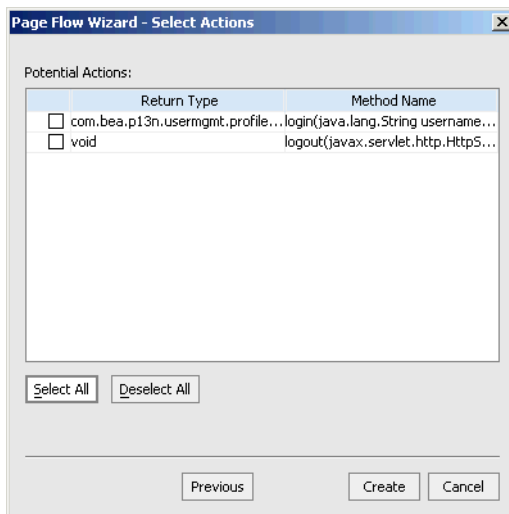 Page Flow Wizard - Select Actions
Potential Actions:
Return Type Method Name
com.bea.p13n.usermgmt.profile... login(java.lang.String username...
void logout(javax.servlet.http.HttpS...
Select All Deselect All
Previous Create Cancel